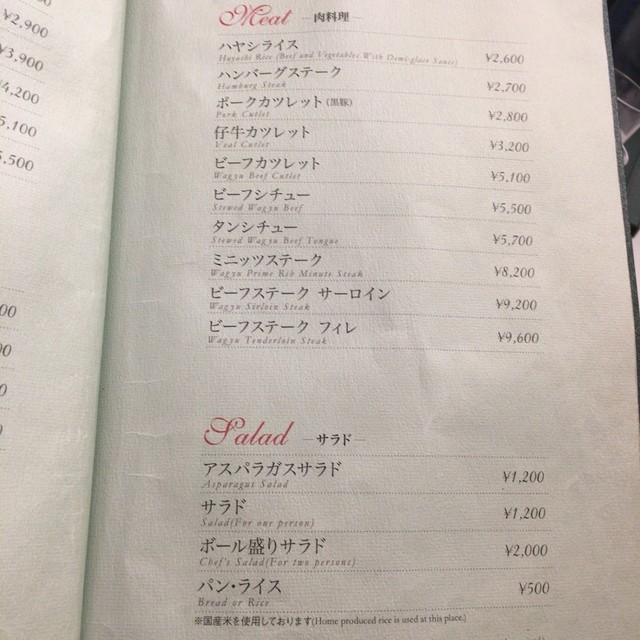 ¥2,900
¥3,900
4,200
5,100
5,500
00
00
0
Meat —肉料理—
ハヤシライス ¥2,600
Hayashi Rice (Beef and Vegetables With Demi-glace Sauce)
ハンバーグステーク ¥2,700
Hamburg Steak
ポークカツレット(黒豚) ¥2,800
Pork Cutlet
仔牛カツレット ¥3,200
Veal Cutlet
ビーフカツレット ¥5,100
Wagyu Beef Cutlet
ビーフシチュー ¥5,500
Stewed Wagyu Beef
タンシチュー ¥5,700
Stewed Wagyu Beef Tongue
ミニッツステーク ¥8,200
Wagyu Prime Rib Minute Steak
ビーフステーク サーロイン ¥9,200
Wagyu Sirloin Steak
ビーフステーク フィレ ¥9,600
Wagyu Tenderloin Steak
Salad —サラド—
アスパラガスサラド ¥1,200
Asparagut Salad
サラド ¥1,200
Salad(For our person)
ボール盛りサラド ¥2,000
Chef's Salad(For two persons)
パン・ライス ¥500
Bread or Rice
※国産米を使用しております(Home produced rice is used at this place.)